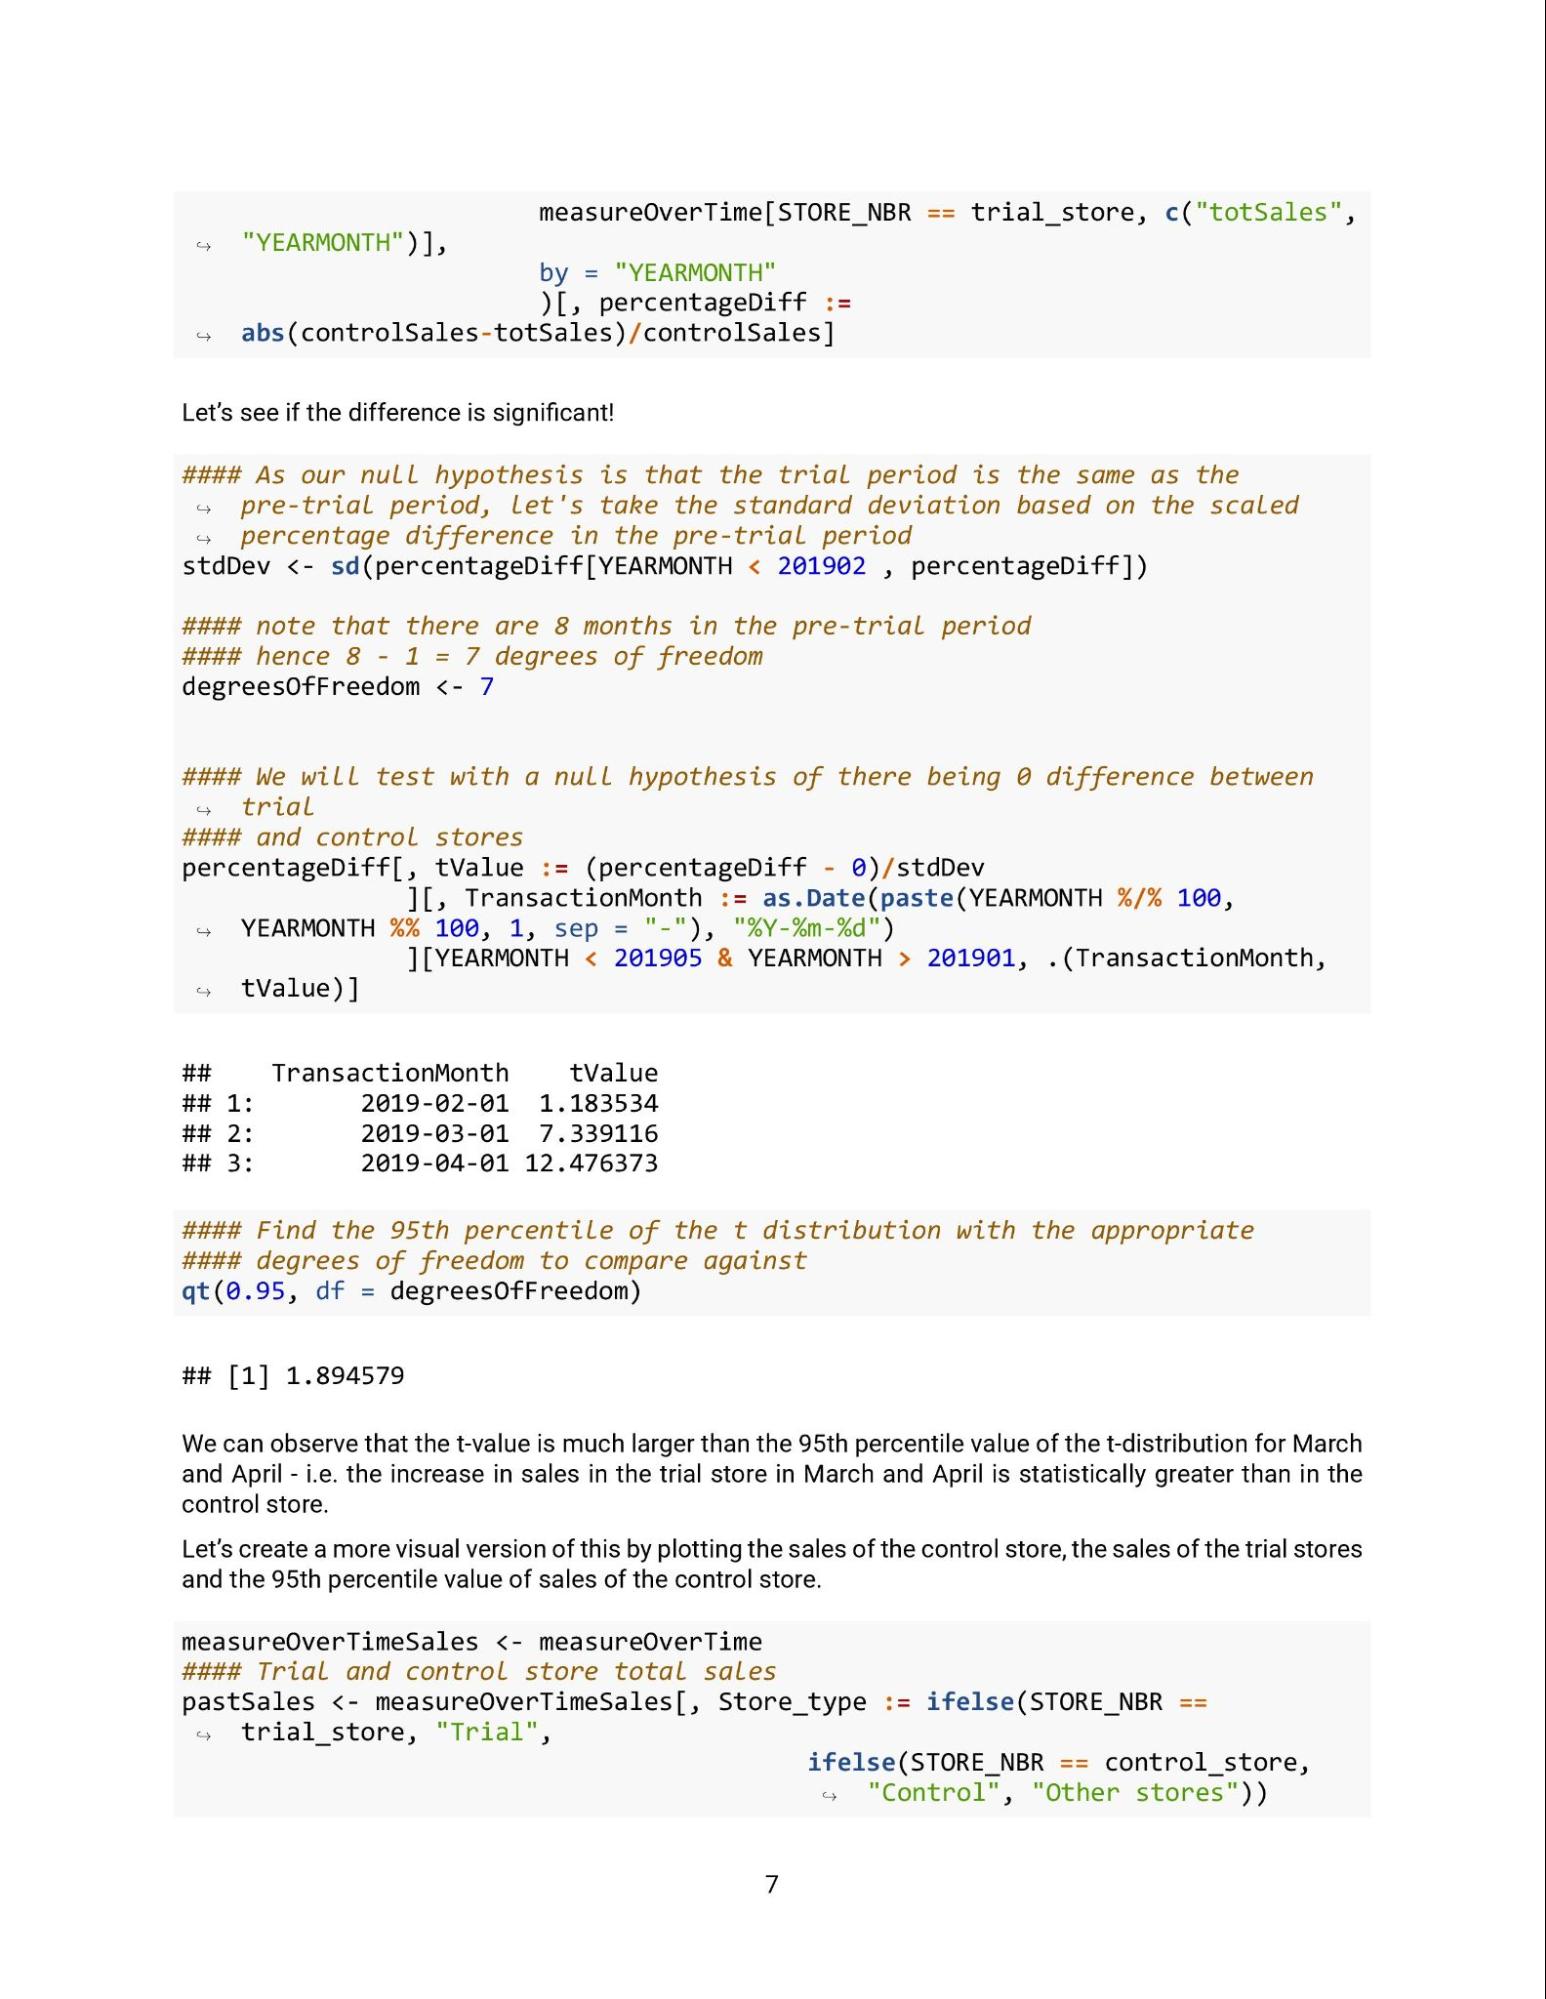 measureOverTime[STORE_NBR == trial_store, c("totSales",
↪ "YEARMONTH")],
by = "YEARMONTH"
)[, percentageDiff :=
↪ abs(controlSales-totSales)/controlSales]
Let's see if the difference is significant!
#### As our null hypothesis is that the trial period is the same as the
↪ pre-trial period, let's take the standard deviation based on the scaled
↪ percentage difference in the pre-trial period
stdDev <- sd(percentageDiff[YEARMONTH < 201902 , percentageDiff])
#### note that there are 8 months in the pre-trial period
#### hence 8 - 1 = 7 degrees of freedom
degreesOfFreedom <- 7
#### We will test with a null hypothesis of there being 0 difference between
↪ trial
#### and control stores
percentageDiff[, tValue := (percentageDiff - 0)/stdDev
][, TransactionMonth := as.Date(paste(YEARMONTH %/% 100,
↪ YEARMONTH %% 100, 1, sep = "-"), "%Y-%m-%d")
][YEARMONTH < 201905 & YEARMONTH > 201901, .(TransactionMonth,
↪ tValue)]
## TransactionMonth tValue
## 1: 2019-02-01 1.183534
## 2: 2019-03-01 7.339116
## 3: 2019-04-01 12.476373
#### Find the 95th percentile of the t distribution with the appropriate
#### degrees of freedom to compare against
qt(0.95, df = degreesOfFreedom)
## [1] 1.894579
We can observe that the t-value is much larger than the 95th percentile value of the t-distribution for March
and April - i.e. the increase in sales in the trial store in March and April is statistically greater than in the
control store.
Let's create a more visual version of this by plotting the sales of the control store, the sales of the trial stores
and the 95th percentile value of sales of the control store.
measureOverTimeSales <- measureOverTime
#### Trial and control store total sales
pastSales <- measureOverTimeSales[, Store_type := ifelse(STORE_NBR ==
↪ trial_store, "Trial",
ifelse(STORE_NBR == control_store,
↪ "Control", "Other stores"))
7